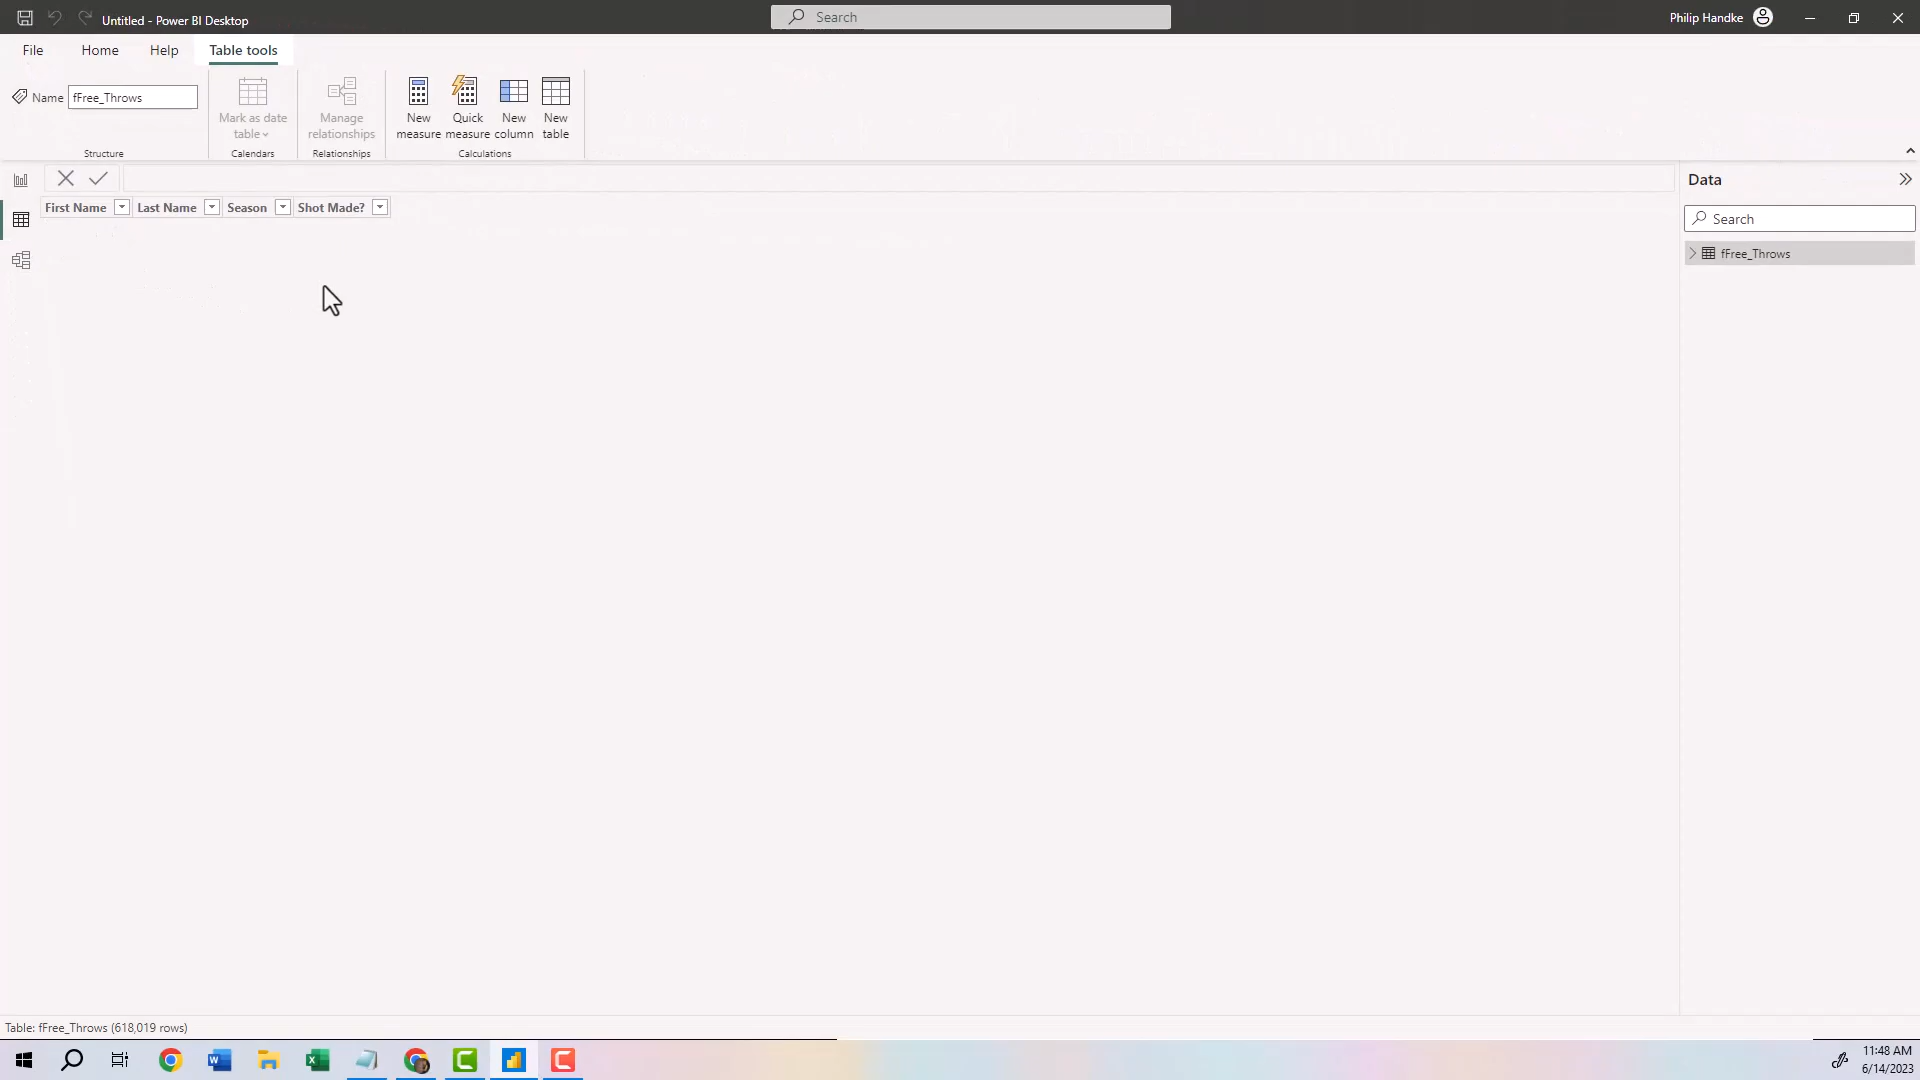 Untitled - Power BI Desktop
Search
Philip Handke
File
Home
Help
Table tools
Name
fFree_Throws
Mark as date
table
Manage
relationships
New
measure
Quick
measure
New
column
New
table
Structure
Calendars
Relationships
Calculations
First Name
Last Name
Season
Shot Made?
Data
Search
fFree_Throws
Table: fFree_Throws (618,019 rows)
11:48 AM
6/14/2023